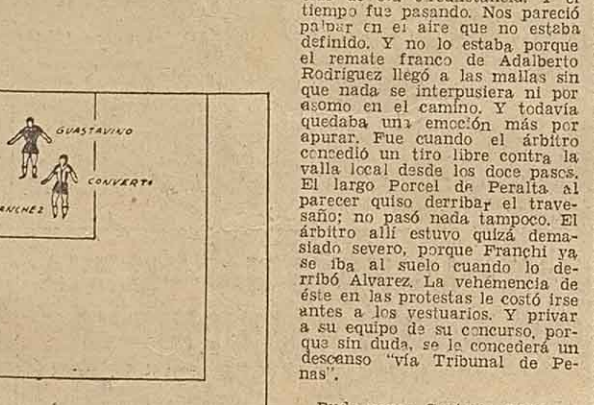 GUASTAVINO
CONVERTI
ANCHEZ
tiempo fue pasando. Nos pareció
palpar en el aire que no estaba
definido. Y no lo estaba porque
el remate franco de Adalberto
Rodríguez llegó a las mallas sin
que nada se interpusiera ni por
asomo en el camino. Y todavía
quedaba una emoción más por
apurar. Fue cuando el árbitro
concedió un tiro libre contra la
valla local desde los doce pasos.
El largo Porcel de Peralta al
parecer quiso derribar el trave-
saño; no pasó nada tampoco. El
árbitro allí estuvo quizá dema-
siado severo, porque Franchi ya
se iba al suelo cuando lo de-
rribó Alvarez. La vehemencia de
éste en las protestas le costó irse
antes a los vestuarios. Y privar
a su equipo de su concurso, por-
que sin duda, se le concederá un
descanso "vía Tribunal de Pe-
nas".